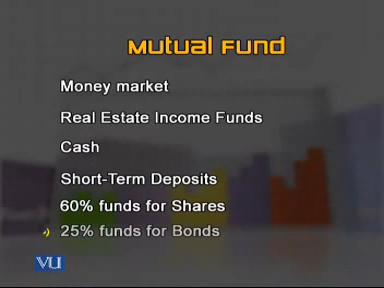 Mutual Fund
Money market
Real Estate Income Funds
Cash
Short-Term Deposits
60% funds for Shares
25% funds for Bonds
VU